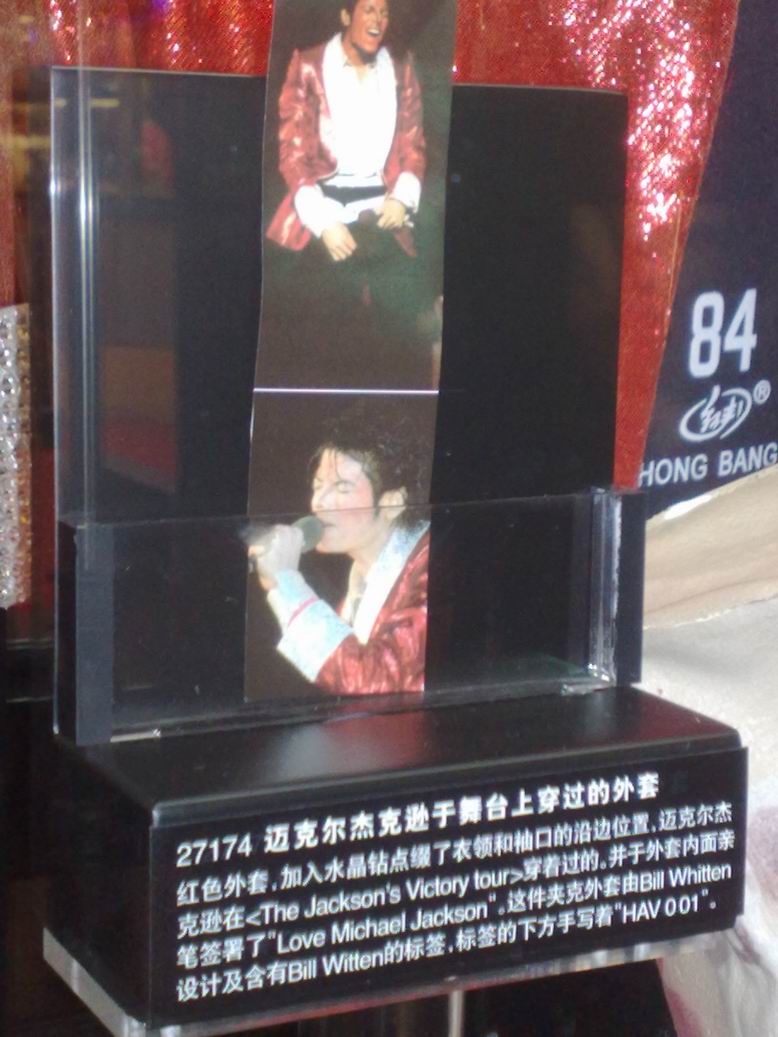 84
®
HONG BANG
27174 迈克尔杰克逊于舞台上穿过的外套
红色外套,加入水晶钻点缀了衣领和袖口的沿边位置,迈克尔杰
克逊在<The Jackson's Victory tour>穿着过的。并于外套内面亲
笔签署了"Love Michael Jackson"。这件夹克外套由Bill Whitten
设计及含有Bill Witten的标签,标签的下方手写着"HAV 0 01"。